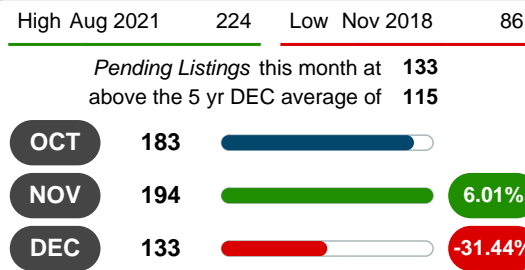 High Aug 2021 224 Low Nov 2018 86
Pending Listings this month at 133
above the 5 yr DEC average of 115
OCT 183
NOV 194 6.01%
DEC 133 -31.44%